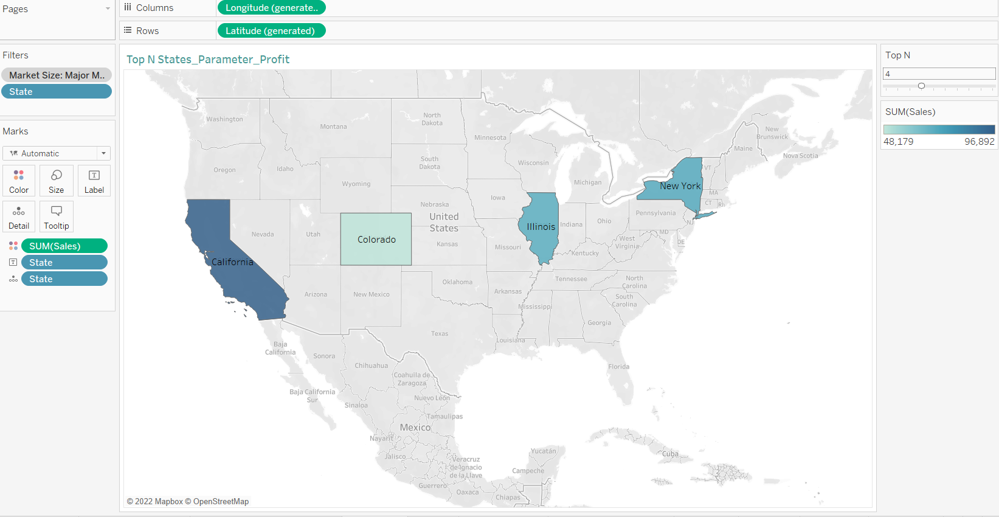 Pages
Columns
Longitude (generate..
Rows
Latitude (generated)
Filters
Market Size: Major M..
State
Marks
Automatic
Color
Size
Label
Detail
Tooltip
SUM(Sales)
State
State
Top N States_Parameter_Profit
Washington
Montana
North
Dakota
Minnesota
Oregon
Idaho
South
Dakota
Wisconsin
Wyoming
Michigan
Maine
New
Brunswick
Nova Scotia
VT
New York
MA
CT
RI
Iowa
Nebraska
United
States
Nevada
Utah
Colorado
Kansas
Missouri
Illinois
Indiana
Ohio
Pennsylvania
NJ
MD
DE
West
Virginia
Kentucky
California
Arizona
New Mexico
Oklahoma
Arkansas
Tennessee
North
Carolina
South
Carolina
Mississippi
Georgia
Texas
Louisiana
Florida
Baja
California
Sonora
Chihuahua
Coahuila de
Zaragoza
Baja California
Sur
Sinaloa
Nuevo León
Tamaulipas
Mexico
Nayarit
Jalisco
Veracruz
de Ignacio
de la Llave
Guerrero
Oaxaca
Chiapas
Campeche
Yucatán
Cuba
© 2022 Mapbox © OpenStreetMap
Top N
4
SUM(Sales)
48,179
96,892